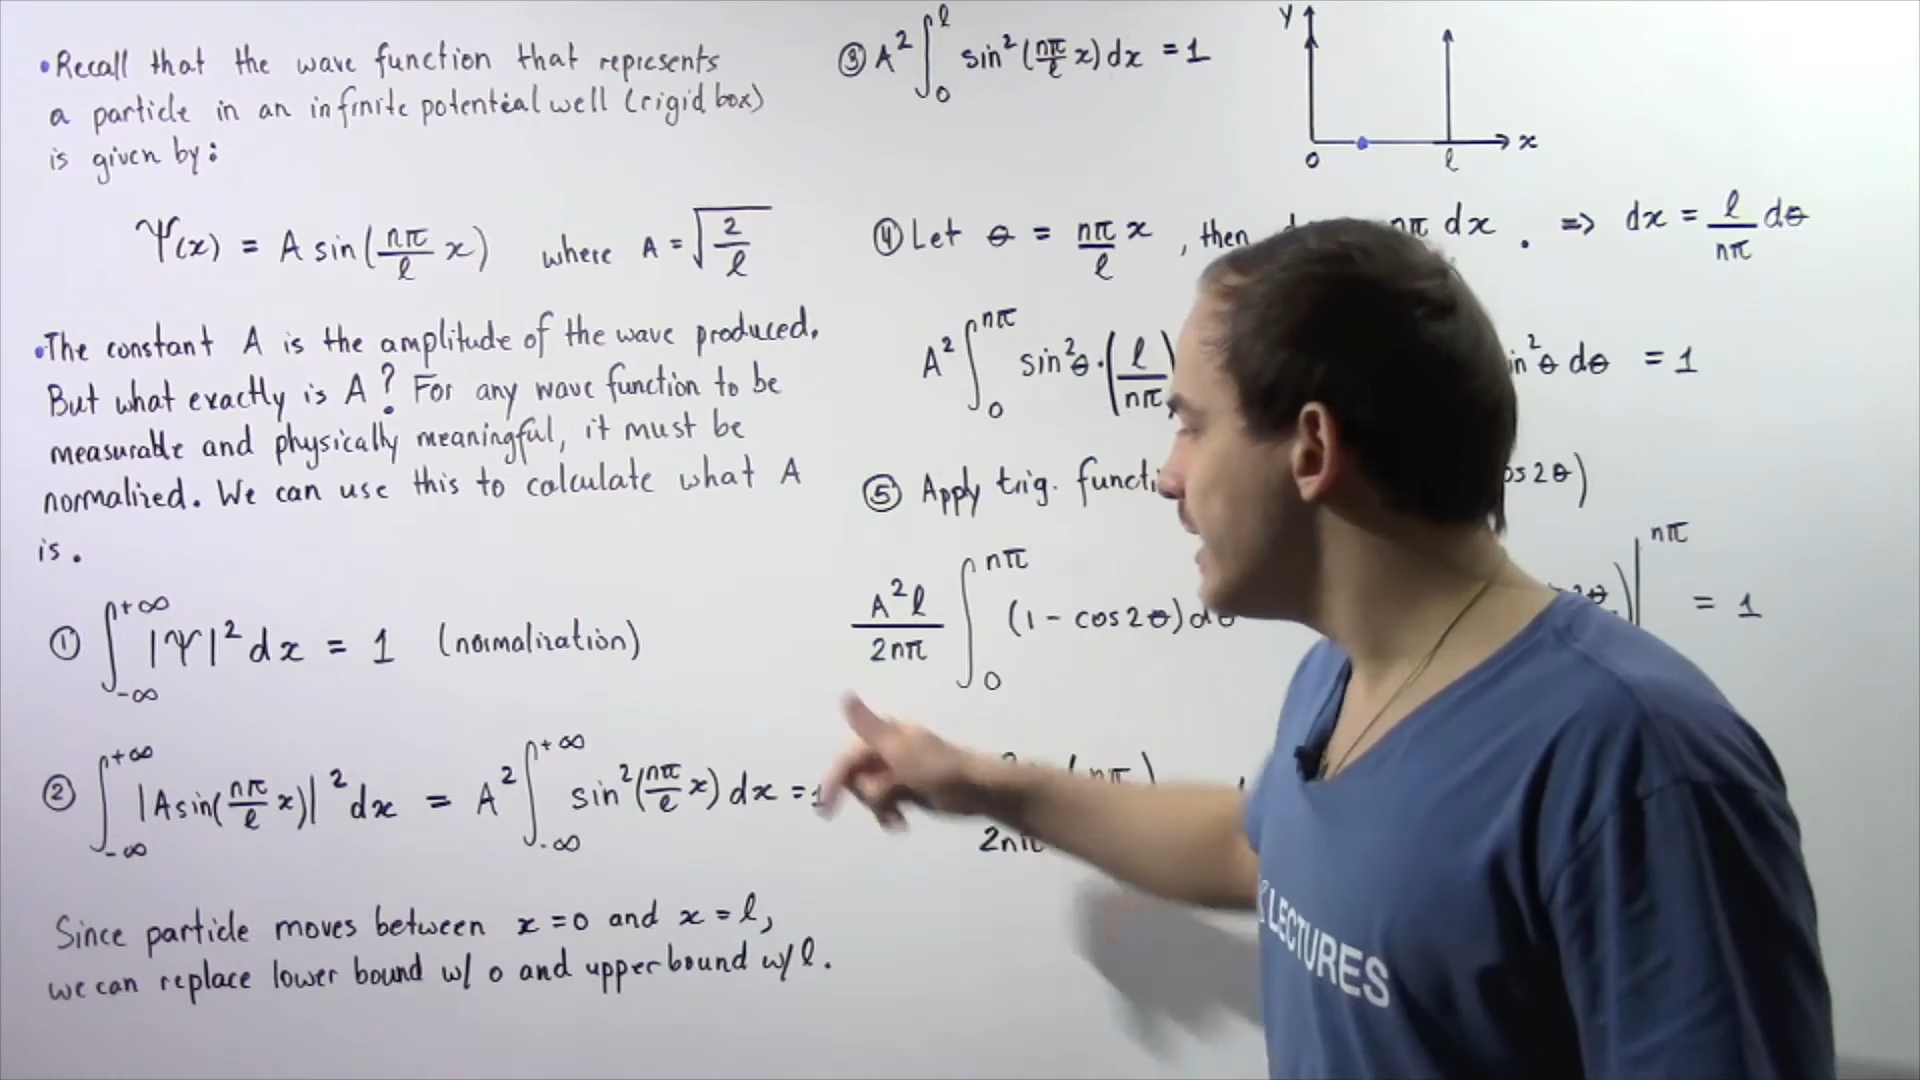 •Recall that the wave function that represents
a particle in an infinite potential well (rigid box)
is given by:
Ψ(x) = A sin(nπ/l x) where A = √(2/l)
•The constant A is the amplitude of the wave produced.
But what exactly is A? For any wave function to be
measurable and physically meaningful, it must be
normalized. We can use this to calculate what A
is.
① ∫_{-∞}^{+∞} |Ψ|² dx = 1 (normalization)
② ∫_{-∞}^{+∞} |A sin(nπ/l x)|² dx = A² ∫_{-∞}^{+∞} sin²(nπ/l x) dx = 1
Since particle moves between x=0 and x=l,
we can replace lower bound w/ 0 and upper bound w/ l.
③ A² ∫_0^l sin²(nπ/l x) dx = 1
Y
0 l x
④ Let θ = nπ/l x, then nπ dx. => dx = l/nπ dθ
A² ∫_0^{nπ} sin²θ · (l/nπ) in²θ dθ = 1
⑤ Apply trig. os2θ)
A²l/2nπ ∫_0^{nπ} (1 - cos2θ) dθ |^{nπ} = 1
(nπ)
2nπ
LECTURES